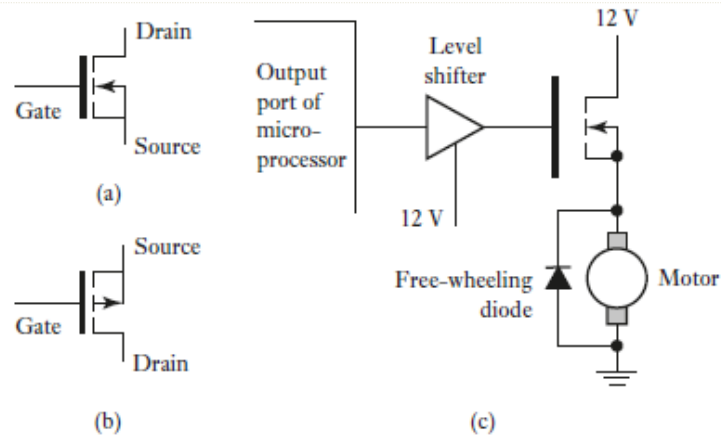 Drain
Gate
Source
(a)
Source
Gate
Drain
(b)
Output
port of
micro-
processor
Level
shifter
12 V
12 V
Free-wheeling
diode
Motor
(c)